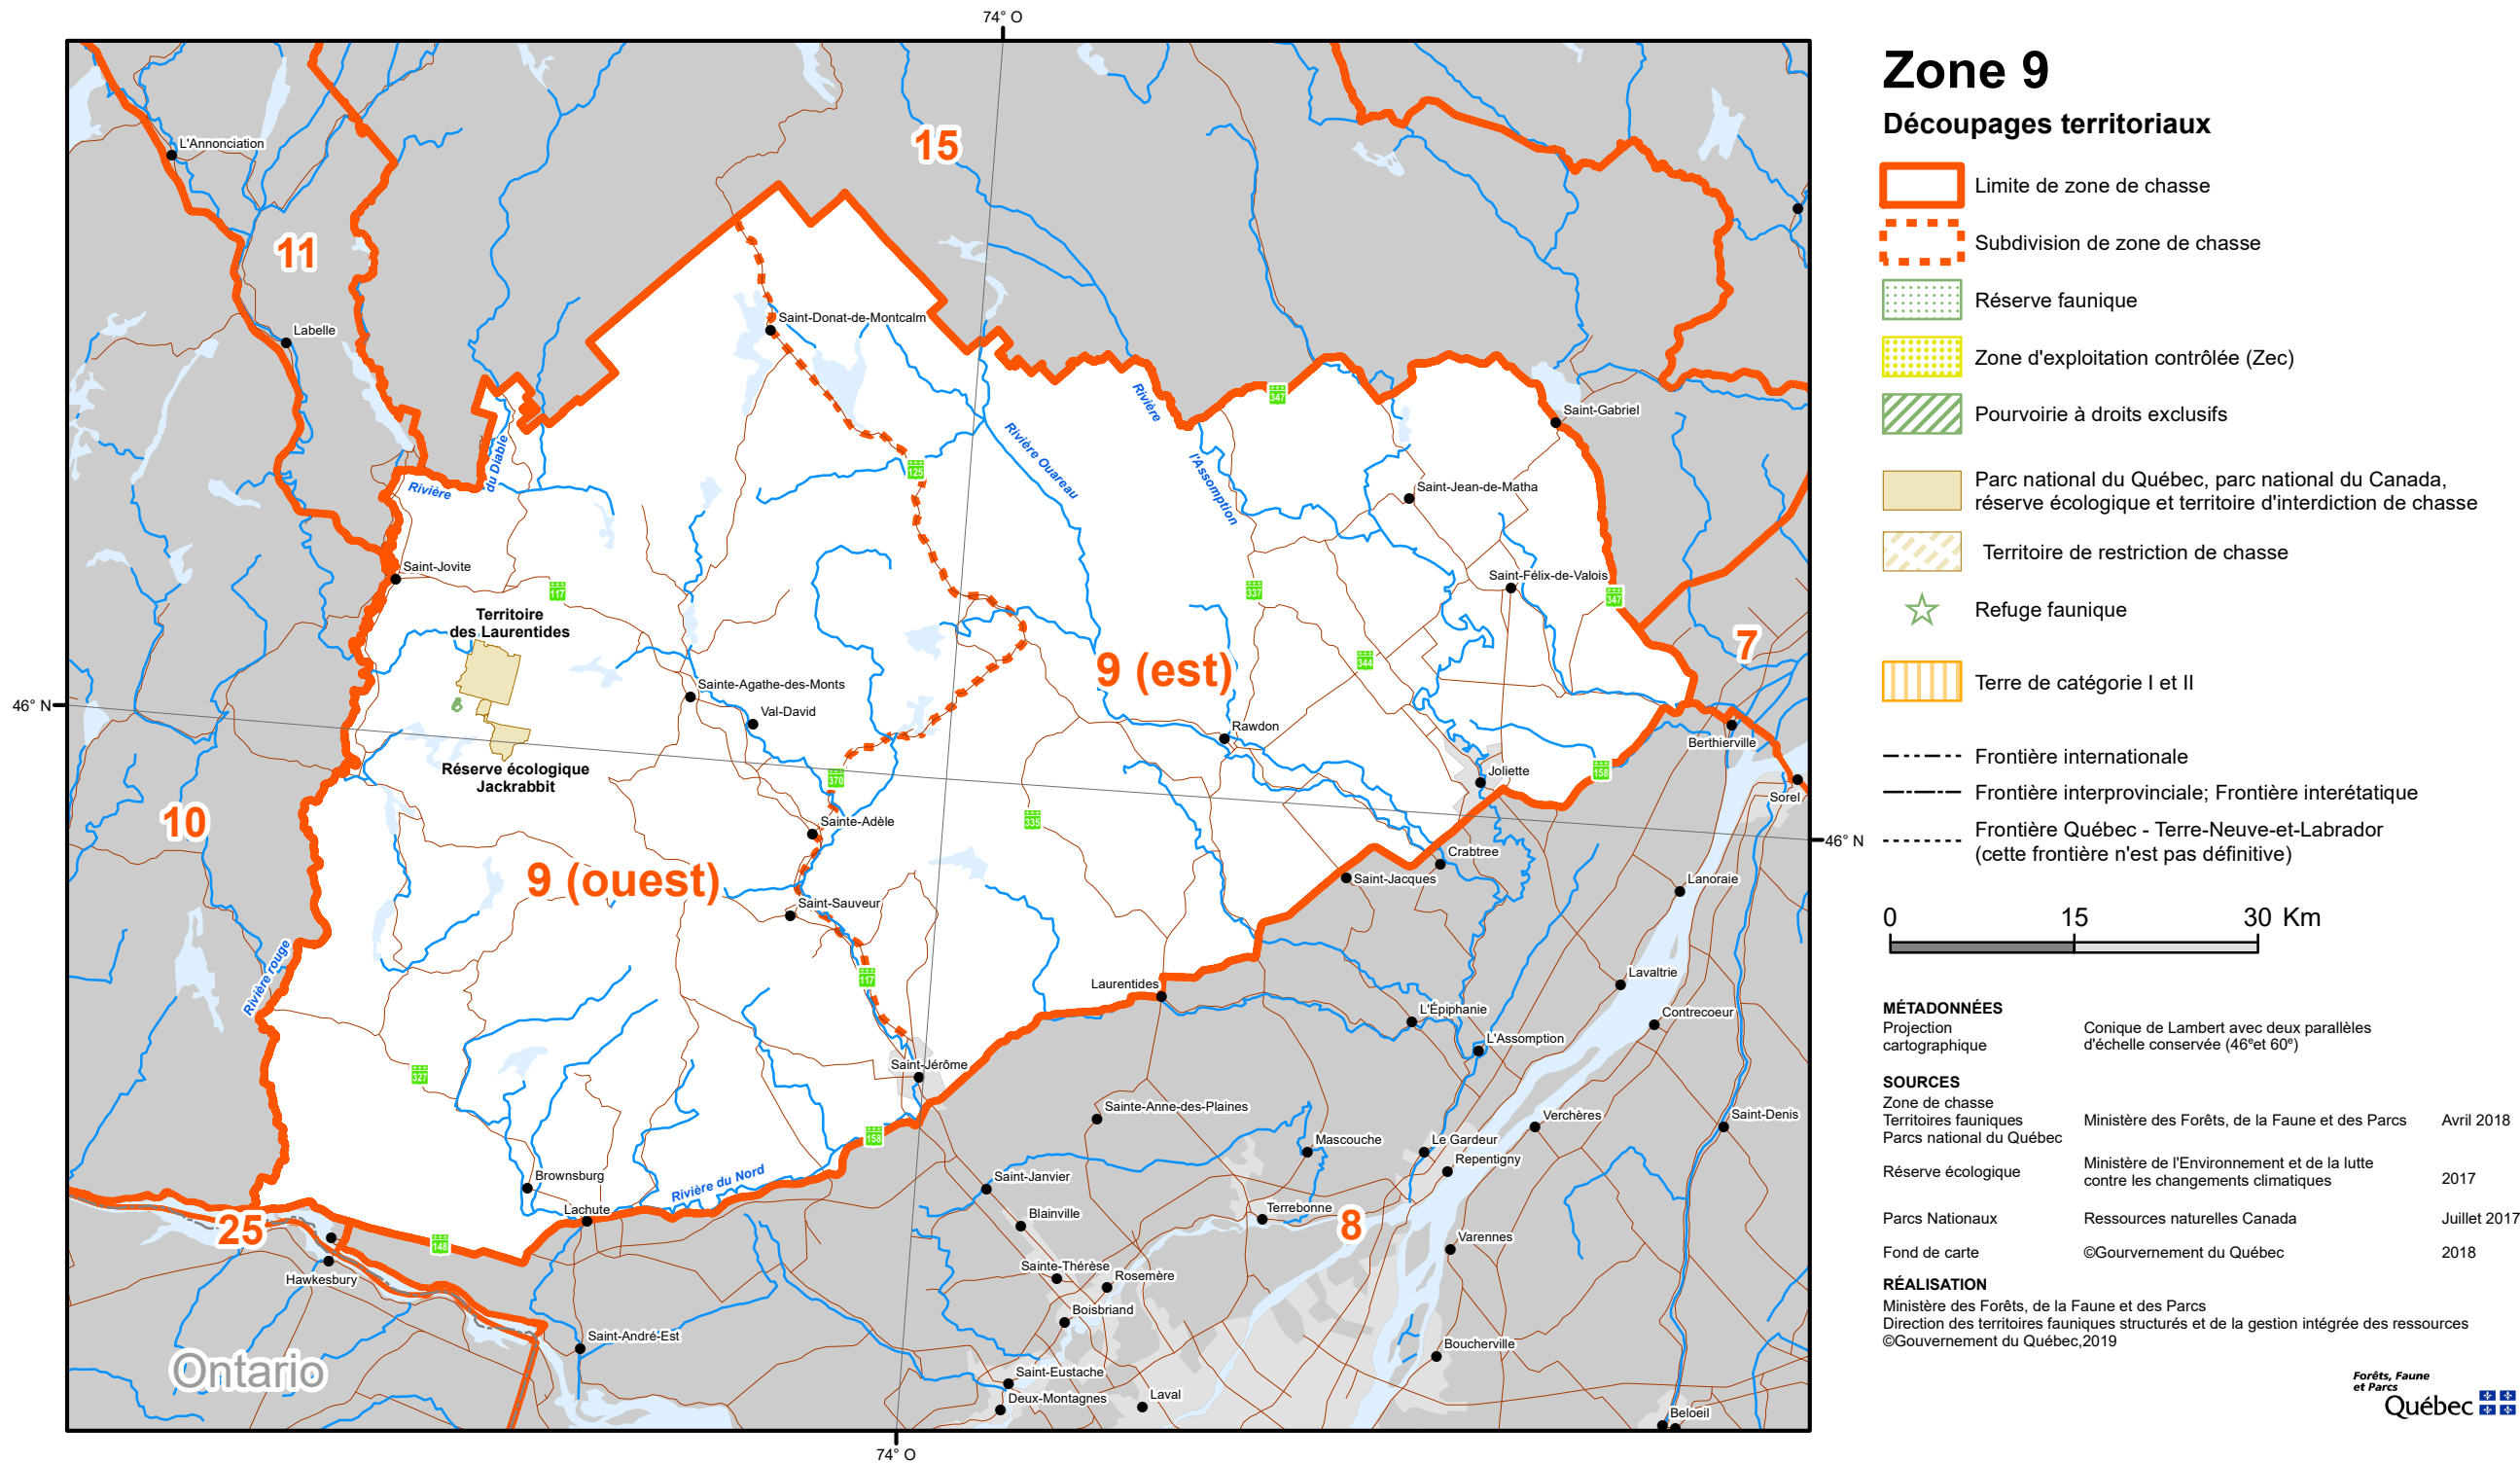 74° O
15
L'Annonciation
11
Labelle
Saint-Donat-de-Montcalm
Rivière
347
Saint-Gabriel
Rivière Ouareau
du Diable
Rivière
125
l'Assomption
Saint-Jean-de-Matha
Saint-Jovite
117
337
Saint-Félix-de-Valois
347
Territoire
des Laurentides
9 (est)
344
7
46° N
Sainte-Agathe-des-Monts
Val-David
Rawdon
Berthierville
Réserve écologique
Jackrabbit
370
Joliette
158
Sorel
10
Sainte-Adèle
335
46° N
Crabtree
9 (ouest)
Saint-Jacques
Lanoraie
Saint-Sauveur
Rivière rouge
117
Laurentides
Lavaltrie
L'Épiphanie
Contrecoeur
L'Assomption
327
Saint-Jérôme
Sainte-Anne-des-Plaines
Verchères
Saint-Denis
158
Mascouche
Le Gardeur
Repentigny
Brownsburg
Rivière du Nord
Saint-Janvier
Lachute
Blainville
Terrebonne
8
25
148
Varennes
Hawkesbury
Sainte-Thérèse
Rosemère
Boisbriand
Saint-André-Est
Boucherville
Ontario
Saint-Eustache
Deux-Montagnes
Laval
Beloeil
74° O
Zone 9
Découpages territoriaux
Limite de zone de chasse
Subdivision de zone de chasse
Réserve faunique
Zone d'exploitation contrôlée (Zec)
Pourvoirie à droits exclusifs
Parc national du Québec, parc national du Canada,
réserve écologique et territoire d'interdiction de chasse
Territoire de restriction de chasse
Refuge faunique
Terre de catégorie I et II
Frontière internationale
Frontière interprovinciale; Frontière interétatique
Frontière Québec - Terre-Neuve-et-Labrador
(cette frontière n'est pas définitive)
0 15 30 Km
MÉTADONNÉES
Projection Conique de Lambert avec deux parallèles
cartographique d'échelle conservée (46e et 60e)
SOURCES
Zone de chasse
Territoires fauniques Ministère des Forêts, de la Faune et des Parcs Avril 2018
Parcs national du Québec
Réserve écologique Ministère de l'Environnement et de la lutte
contre les changements climatiques 2017
Parcs Nationaux Ressources naturelles Canada Juillet 2017
Fond de carte ©Gourvernement du Québec 2018
RÉALISATION
Ministère des Forêts, de la Faune et des Parcs
Direction des territoires fauniques structurés et de la gestion intégrée des ressources
©Gouvernement du Québec,2019
Forêts, Faune
et Parcs
Québec